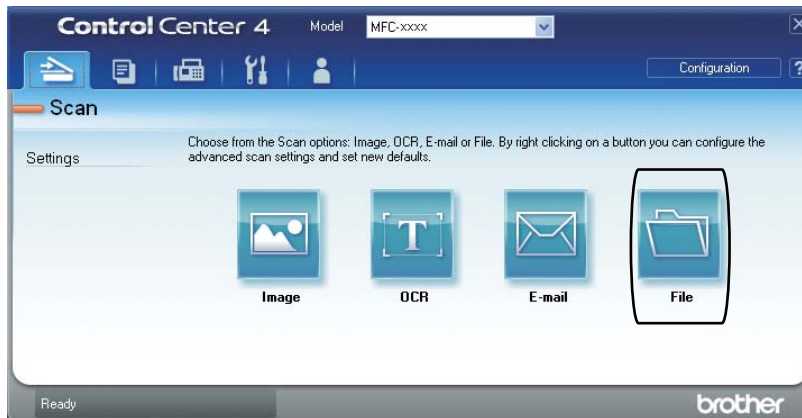 Control Center 4 Model MFC-xxxx
Configuration ?
Scan
Settings
Choose from the Scan options: Image, OCR, E-mail or File. By right clicking on a button you can configure the
advanced scan settings and set new defaults.
T
Image OCR E-mail File
Ready brother